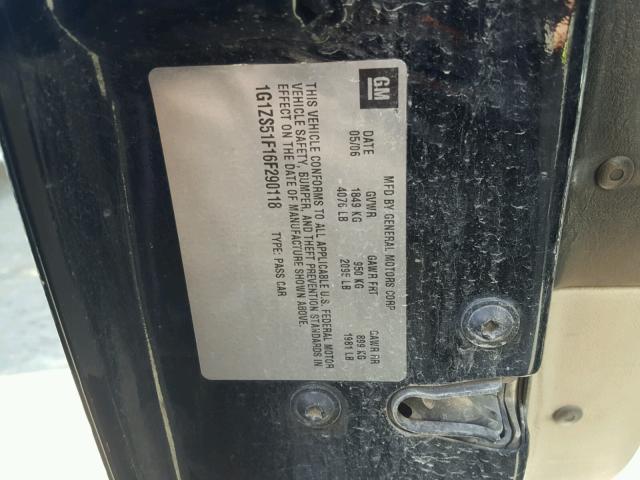 GM
MFD BY GENERAL MOTORS CORP
DATE GVWR GAWR FRT GAWR RR
05/06 1849 KG 950 KG 899 KG
4076 LB 2095 LB 1981 LB
THIS VEHICLE CONFORMS TO ALL APPLICABLE U.S. FEDERAL MOTOR
VEHICLE SAFETY, BUMPER, AND THEFT PREVENTION STANDARDS IN
EFFECT ON THE DATE OF MANUFACTURE SHOWN ABOVE.
1G1ZS51F16F290118 TYPE: PASS CAR